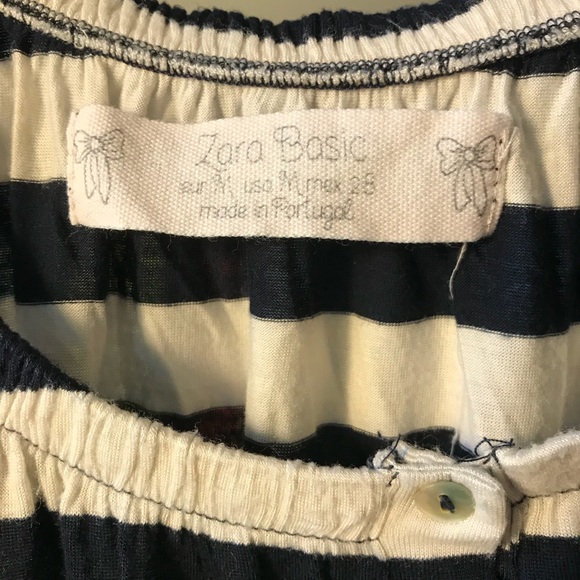 Zara Basic
eur M usa M mex 28
made in Portugal